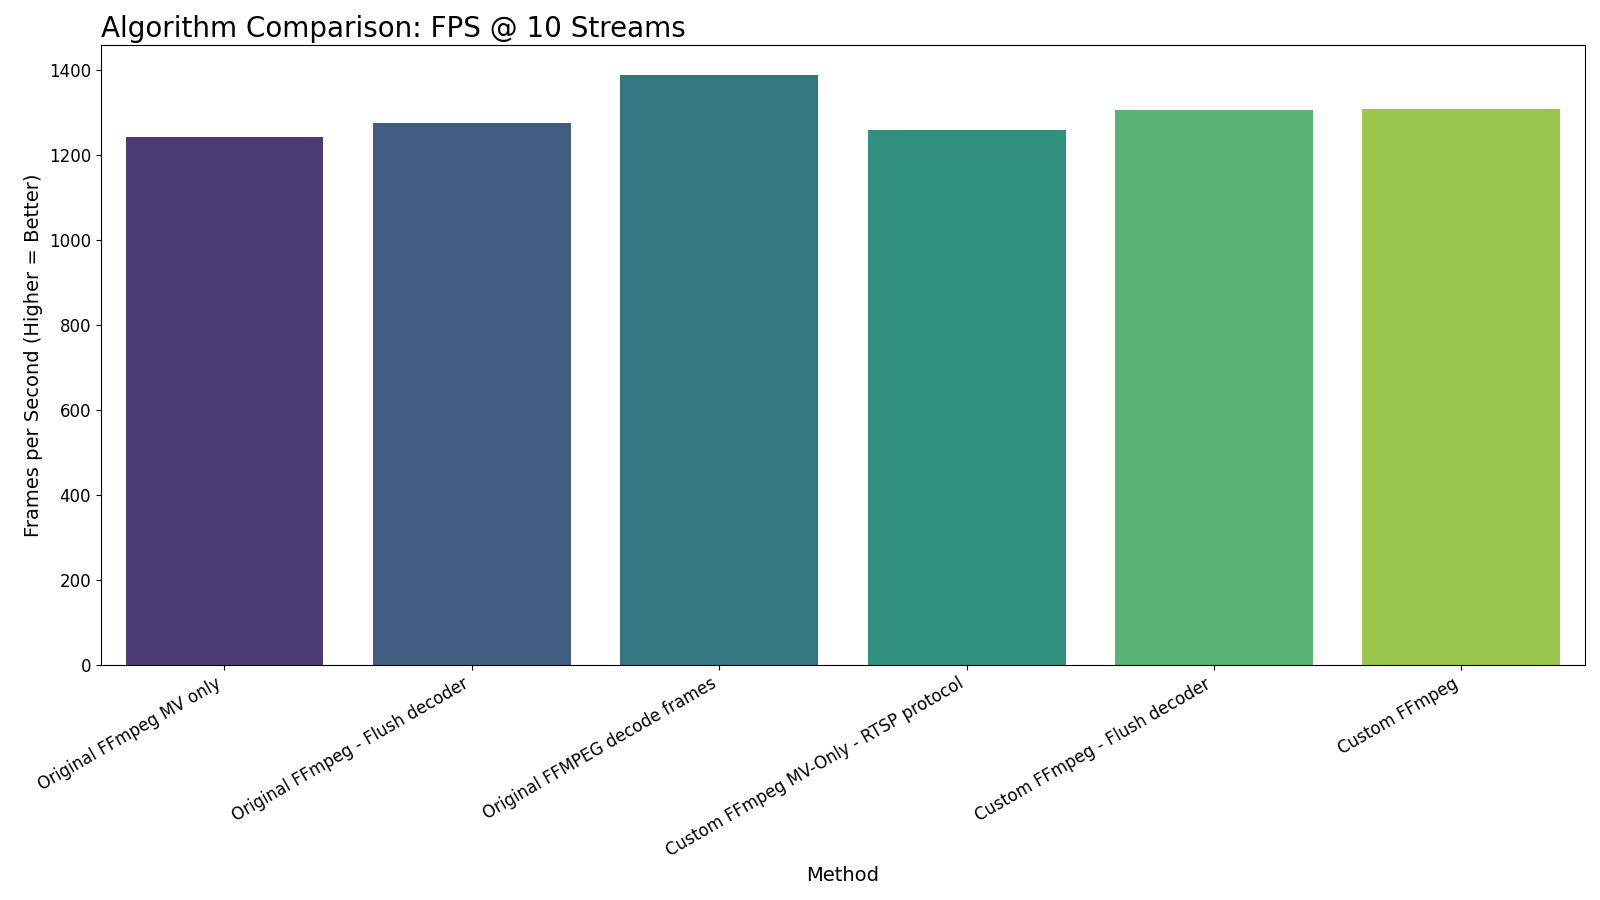 Algorithm Comparison: FPS @ 10 Streams
Frames per Second (Higher = Better)
1400
1200
1000
800
600
400
200
0
Original FFmpeg MV only
Original FFmpeg - Flush decoder
Original FFMPEG decode frames
Custom FFmpeg MV-Only - RTSP protocol
Custom FFmpeg - Flush decoder
Custom FFmpeg
Method